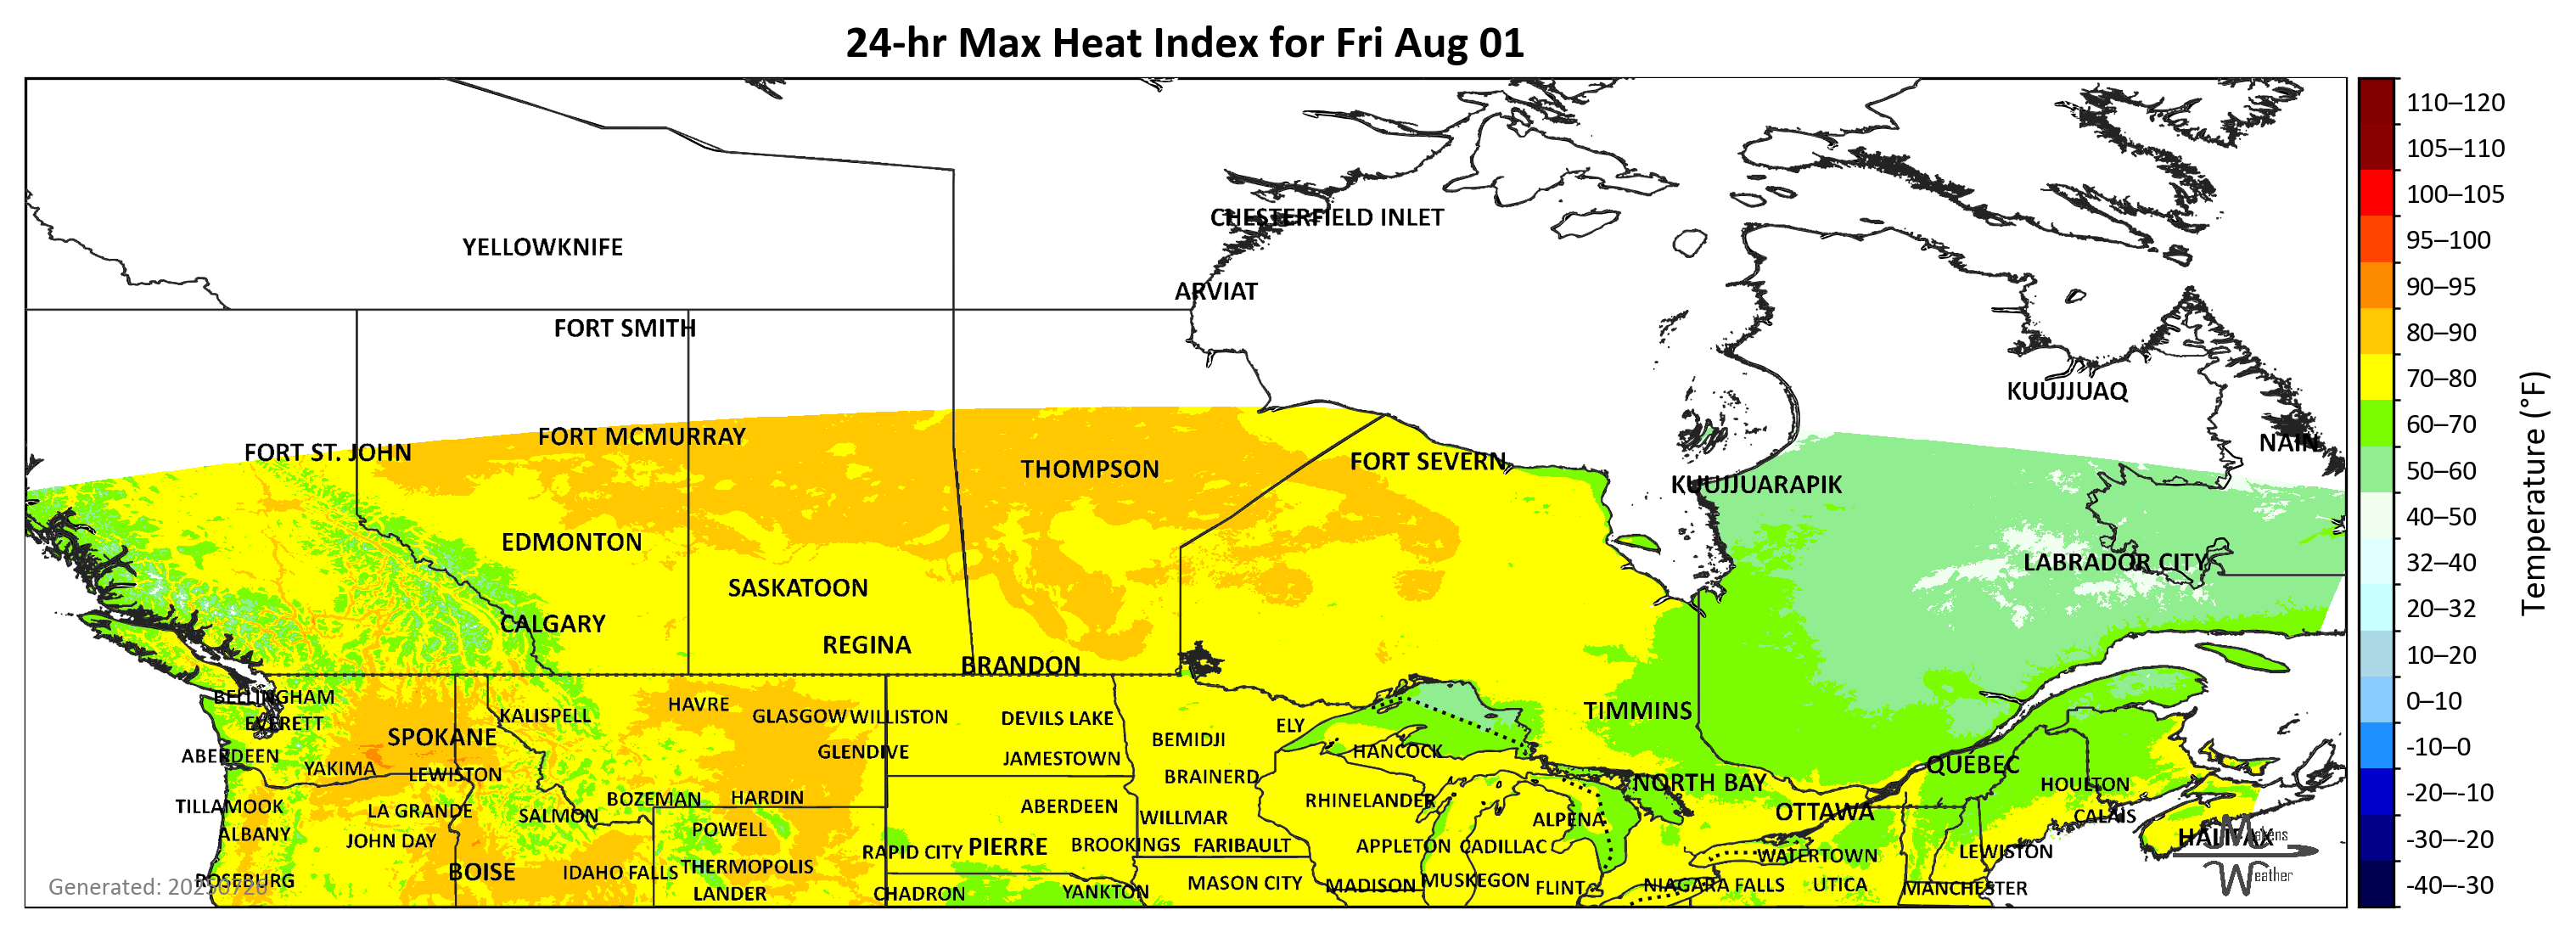 24-hr Max Heat Index for Fri Aug 01
CHESTERFIELD INLET
YELLOWKNIFE
ARVIAT
FORT SMITH
KUUJJUAQ
FORT MCMURRAY
NAIN
FORT ST. JOHN
FORT SEVERN
THOMPSON
KUUJJUARAPIK
EDMONTON
LABRADOR CITY
SASKATOON
CALGARY
REGINA
BRANDON
BELLINGHAM
HAVRE
TIMMINS
KALISPELL
GLASGOW
WILLISTON
DEVILS LAKE
EVERETT
ELY
SPOKANE
BEMIDJI
GLENDIVE
HANCOCK
ABERDEEN
JAMESTOWN
QUÉBEC
YAKIMA
LEWISTON
BRAINERD
NORTH BAY
HOULTON
BOZEMAN
HARDIN
RHINELANDER
TILLAMOOK
ABERDEEN
LA GRANDE
OTTAWA
SALMON
WILLMAR
ALPENA
CALAIS
POWELL
ALBANY
HALIFAX
JOHN DAY
PIERRE
BROOKINGS
FARIBAULT
APPLETON
CADILLAC
RAPID CITY
LEWISTON
WATERTOWN
THERMOPOLIS
BOISE
IDAHO FALLS
ROSEBURG
MUSKEGON
MASON CITY
MADISON
FLINT
NIAGARA FALLS
UTICA
MANCHESTER
LANDER
CHADRON
YANKTON
Generated: 20250726
Makens
Weather
110–120
105–110
100–105
95–100
90–95
80–90
70–80
60–70
50–60
40–50
32–40
20–32
10–20
0–10
-10–0
-20–-10
-30–-20
-40–-30
Temperature (°F)